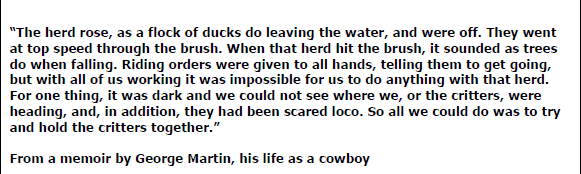 “The herd rose, as a flock of ducks do leaving the water, and were off. They went
at top speed through the brush. When that herd hit the brush, it sounded as trees
do when falling. Riding orders were given to all hands, telling them to get going,
but with all of us working it was impossible for us to do anything with that herd.
For one thing, it was dark and we could not see where we, or the critters, were
heading, and, in addition, they had been scared loco. So all we could do was to try
and hold the critters together.”
From a memoir by George Martin, his life as a cowboy